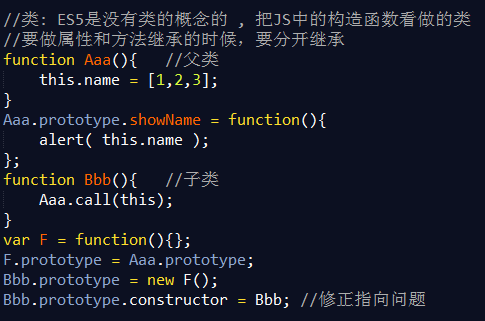 //类: ES5是没有类的概念的 , 把JS中的构造函数看做的类
//要做属性和方法继承的时候，要分开继承
function Aaa(){   //父类
    this.name = [1,2,3];
}
Aaa.prototype.showName = function(){
    alert( this.name );
};
function Bbb(){   //子类
    Aaa.call(this);
}
var F = function(){};
F.prototype = Aaa.prototype;
Bbb.prototype = new F();
Bbb.prototype.constructor = Bbb; //修正指向问题